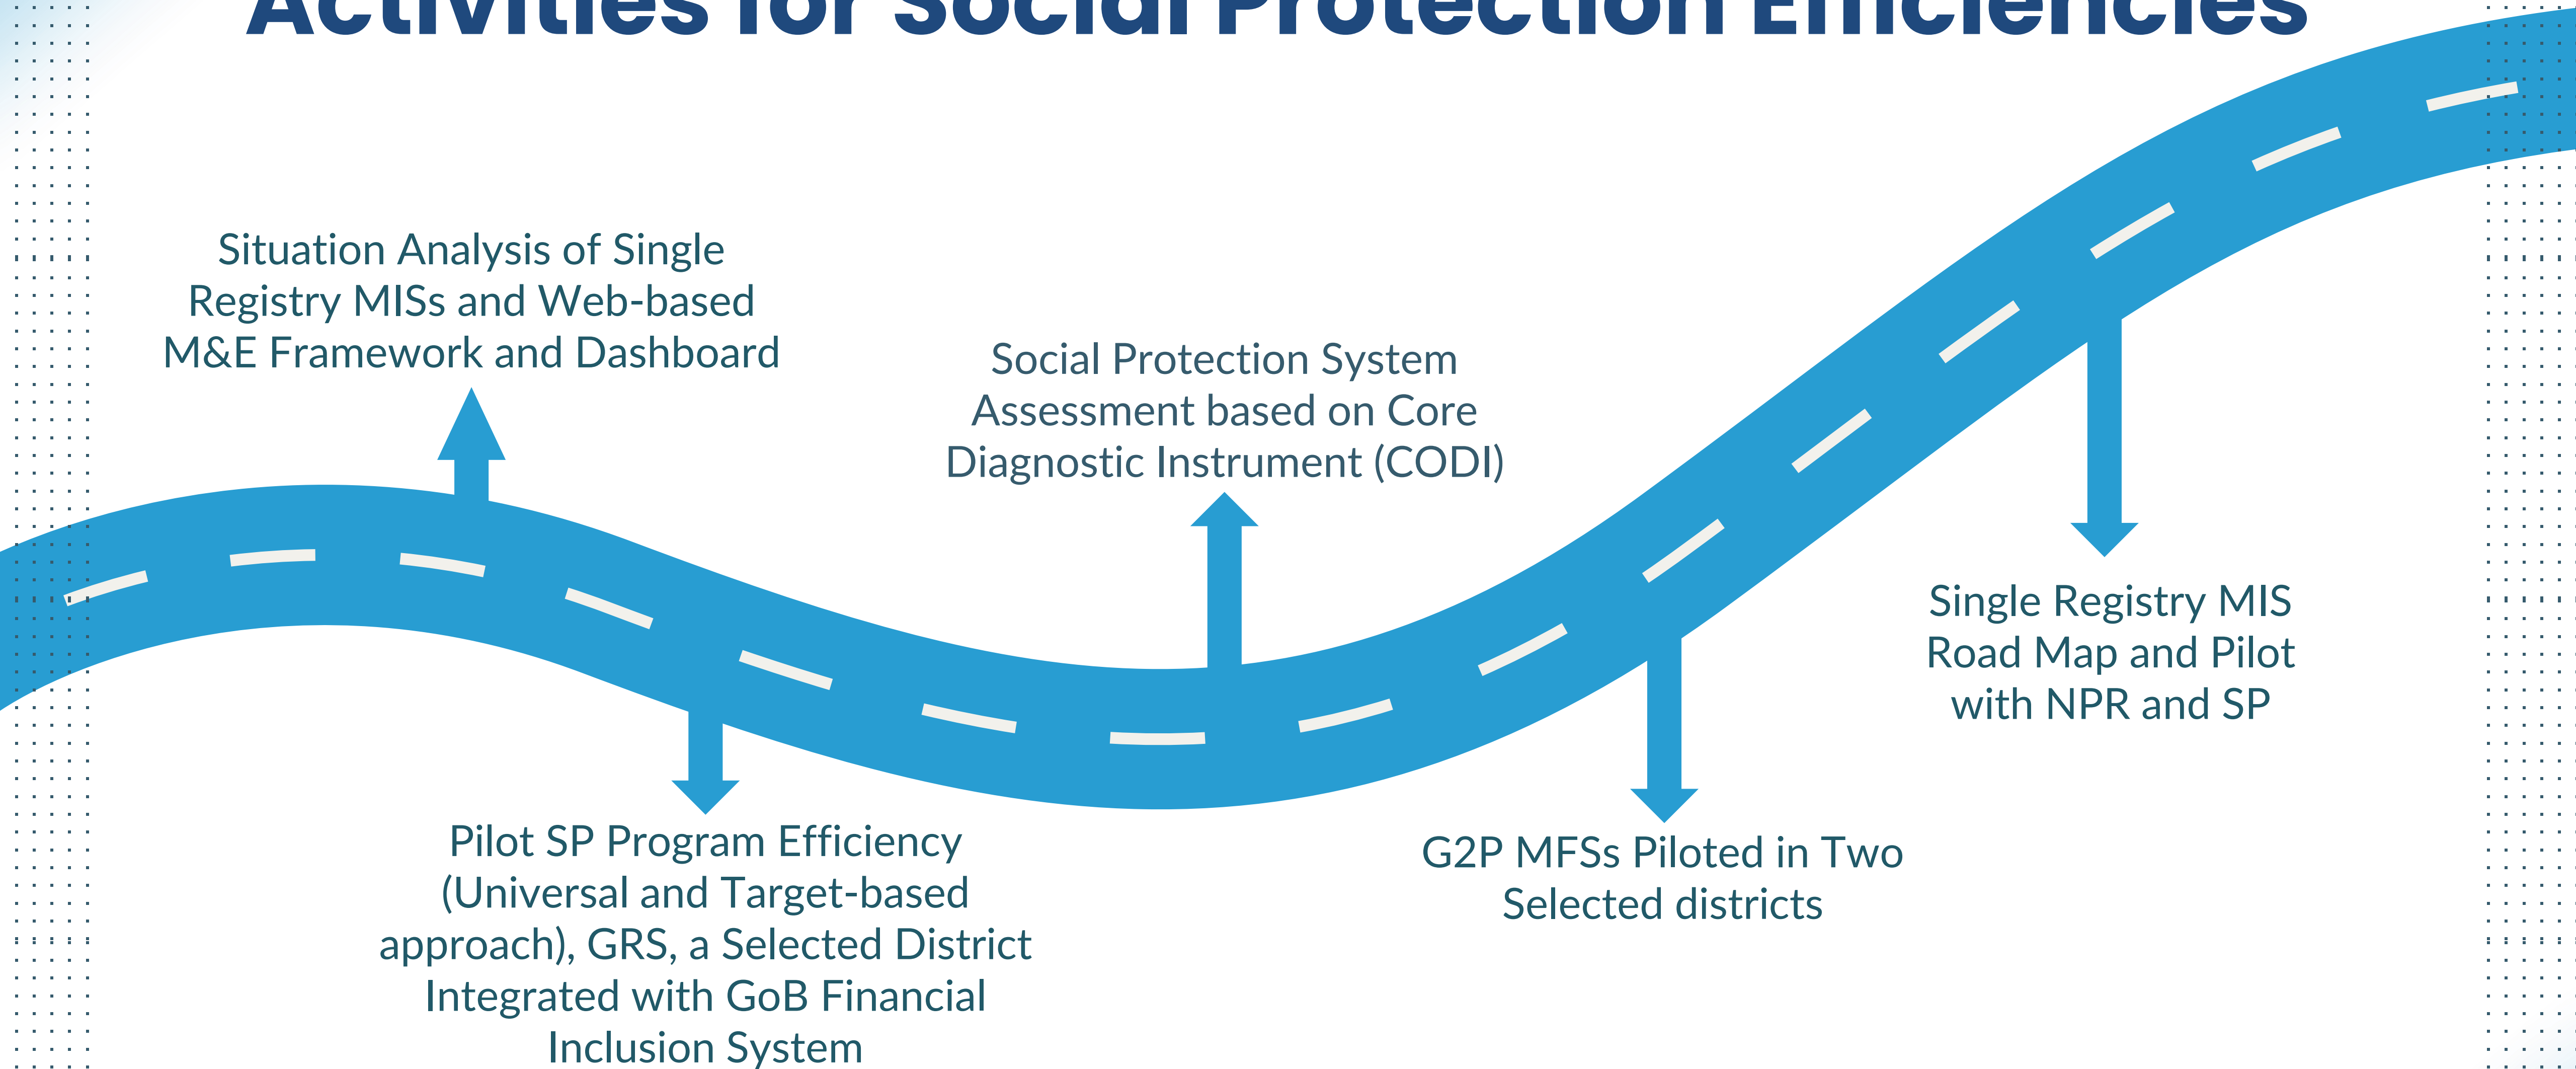 Activities for Social Protection Efficiencies
Situation Analysis of Single
Registry MISs and Web-based
M&E Framework and Dashboard
Social Protection System
Assessment based on Core
Diagnostic Instrument (CODI)
Single Registry MIS
Road Map and Pilot
with NPR and SP
Pilot SP Program Efficiency
(Universal and Target-based
approach), GRS, a Selected District
Integrated with GoB Financial
Inclusion System
G2P MFSs Piloted in Two
Selected districts